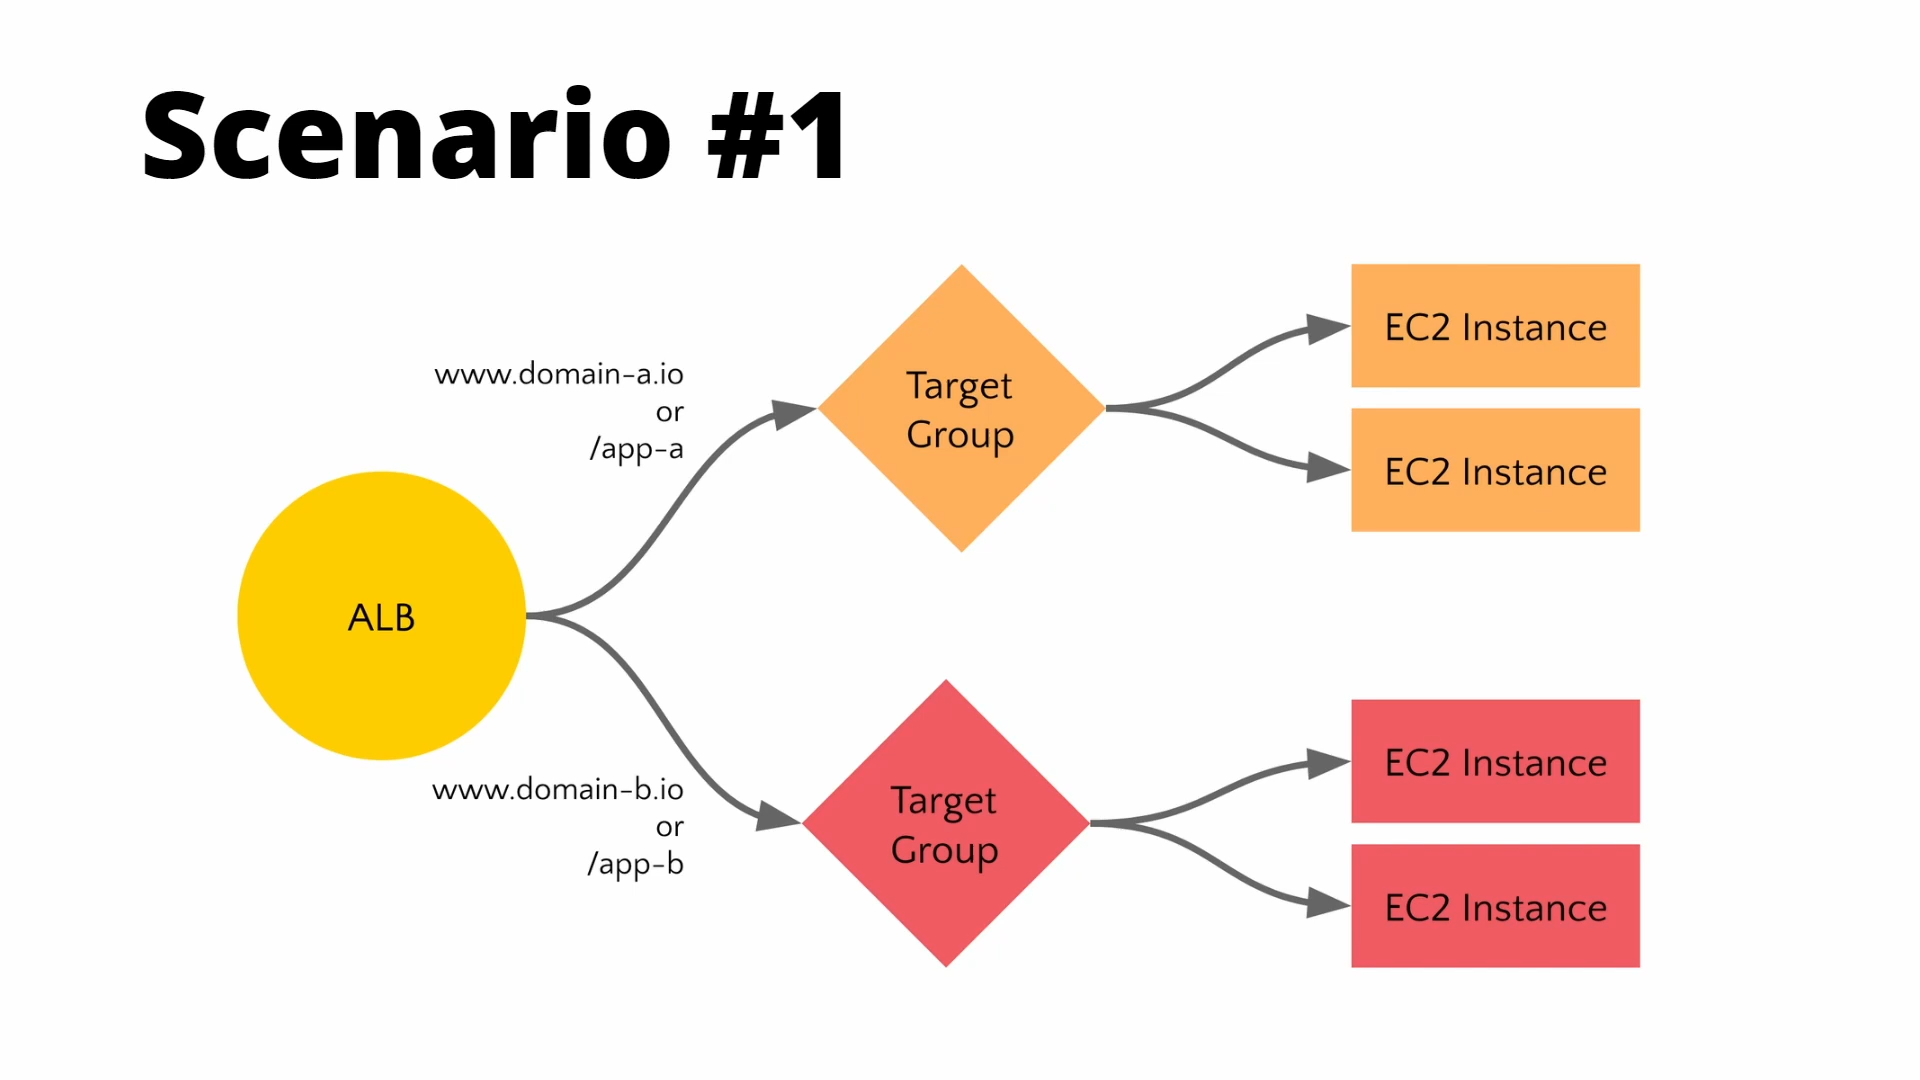 Scenario #1
www.domain-a.io
or
/app-a
Target
Group
EC2 Instance
EC2 Instance
ALB
www.domain-b.io
or
/app-b
Target
Group
EC2 Instance
EC2 Instance